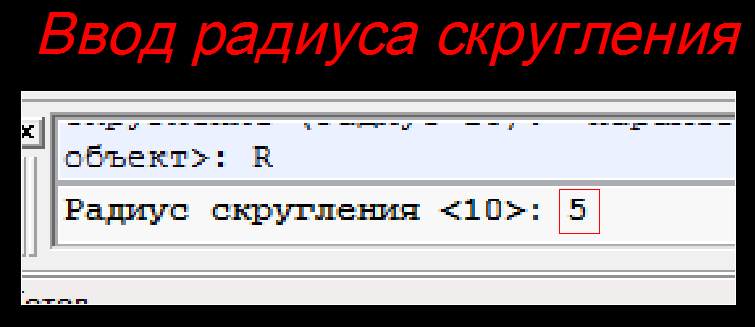 Ввод радиуса скругления
объект>: R
Радиус скругления <10>: 5